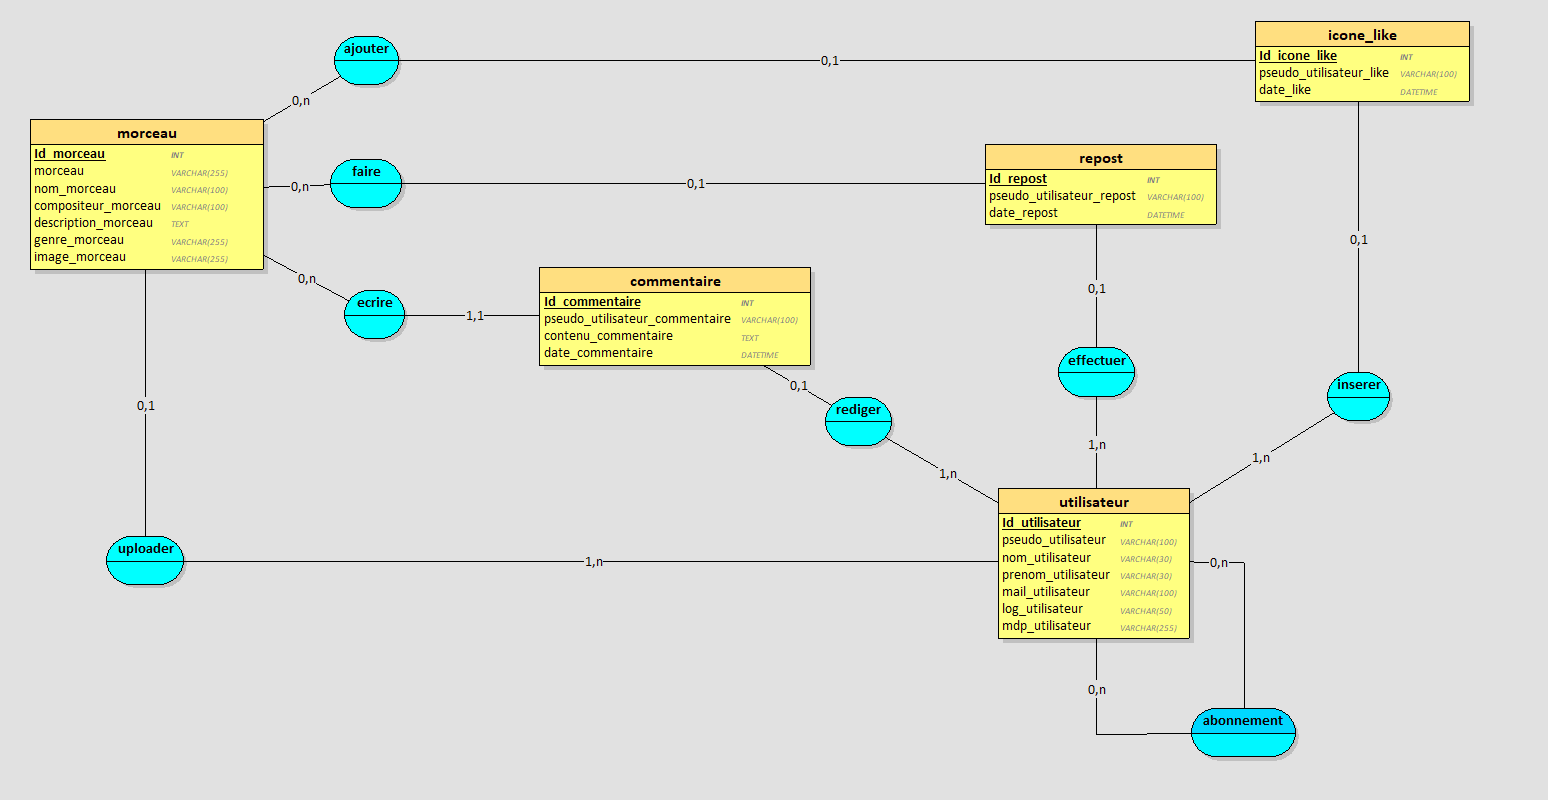 icone_like
Id_icone_like INT
pseudo_utilisateur_like VARCHAR(100)
date_like DATETIME
ajouter
0,1
0,n
morceau
Id_morceau INT
morceau VARCHAR(255)
nom_morceau VARCHAR(100)
compositeur_morceau VARCHAR(100)
description_morceau TEXT
genre_morceau VARCHAR(255)
image_morceau VARCHAR(255)
repost
Id_repost INT
pseudo_utilisateur_repost VARCHAR(100)
date_repost DATETIME
faire
0,n
0,1
0,1
0,n
commentaire
Id_commentaire INT
pseudo_utilisateur_commentaire VARCHAR(100)
contenu_commentaire TEXT
date_commentaire DATETIME
0,1
ecrire
1,1
effectuer
0,1
inserer
0,1
rediger
1,n
1,n
1,n
utilisateur
Id_utilisateur INT
pseudo_utilisateur VARCHAR(100)
nom_utilisateur VARCHAR(30)
prenom_utilisateur VARCHAR(30)
mail_utilisateur VARCHAR(100)
log_utilisateur VARCHAR(50)
mdp_utilisateur VARCHAR(255)
uploader
1,n
0,n
0,n
abonnement